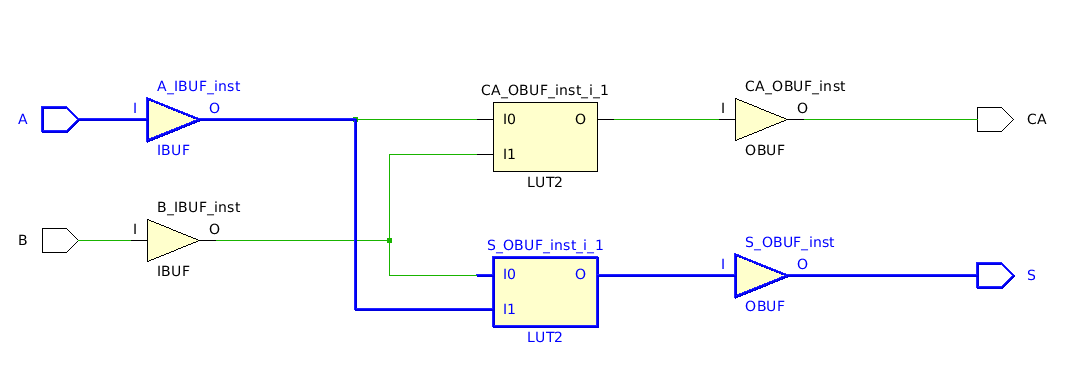 A_IBUF_inst
A
I
O
IBUF
CA_OBUF_inst_i_1
I0
O
I1
LUT2
CA_OBUF_inst
I
O
OBUF
CA
B_IBUF_inst
B
I
O
IBUF
S_OBUF_inst_i_1
I0
O
I1
LUT2
S_OBUF_inst
I
O
OBUF
S